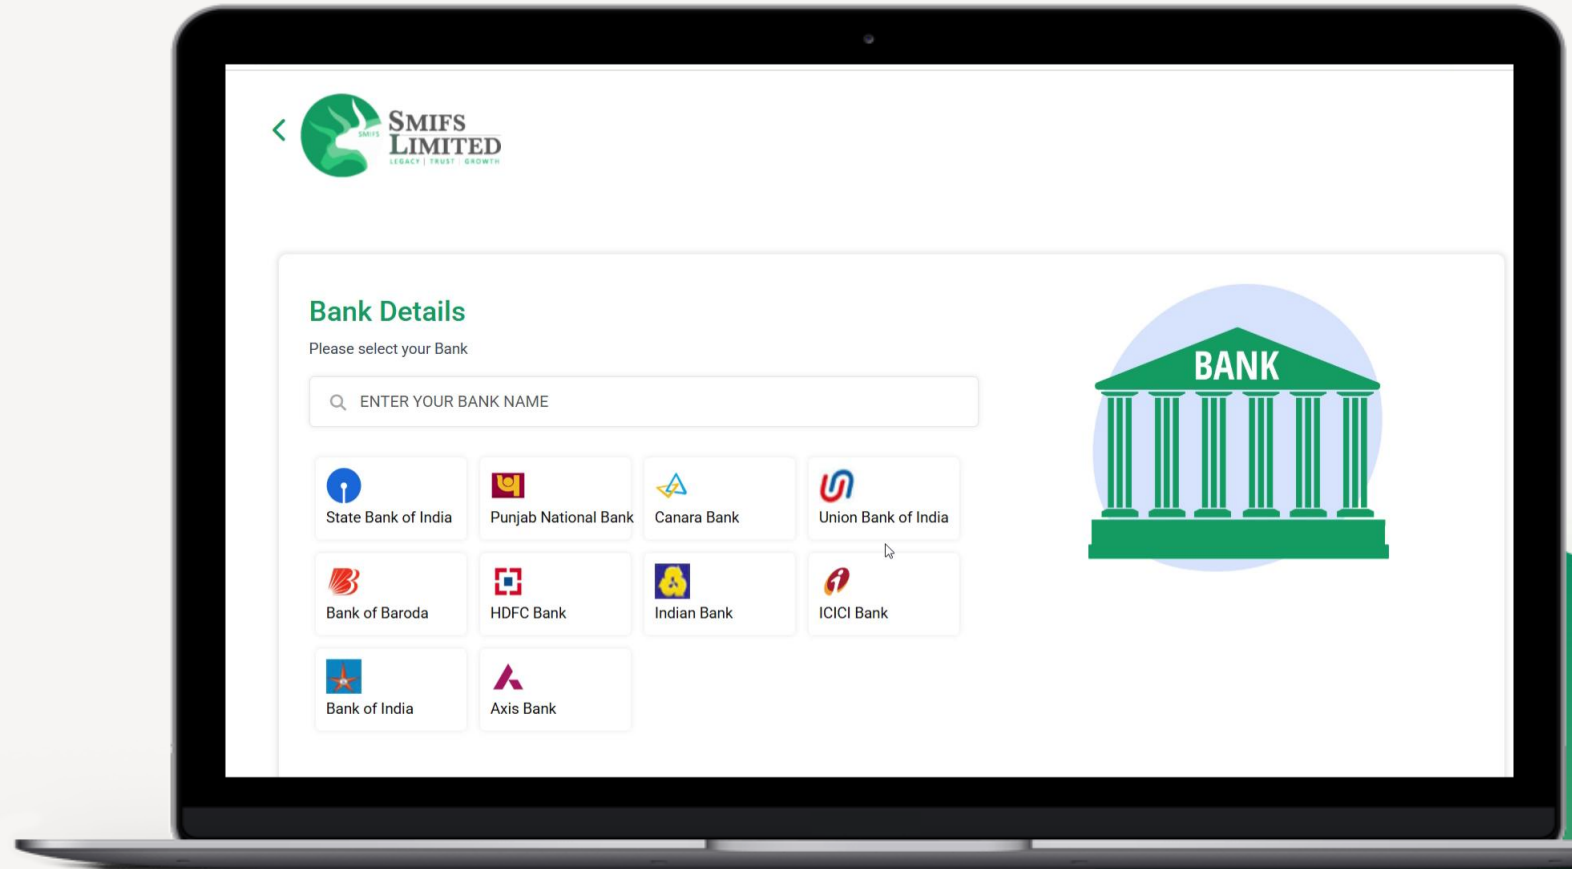 SMIFS
SMIFS
LIMITED
LEGACY | TRUST | GROWTH
Bank Details
Please select your Bank
ENTER YOUR BANK NAME
BANK
State Bank of India
Punjab National Bank
Canara Bank
Union Bank of India
Bank of Baroda
HDFC Bank
Indian Bank
ICICI Bank
Bank of India
Axis Bank